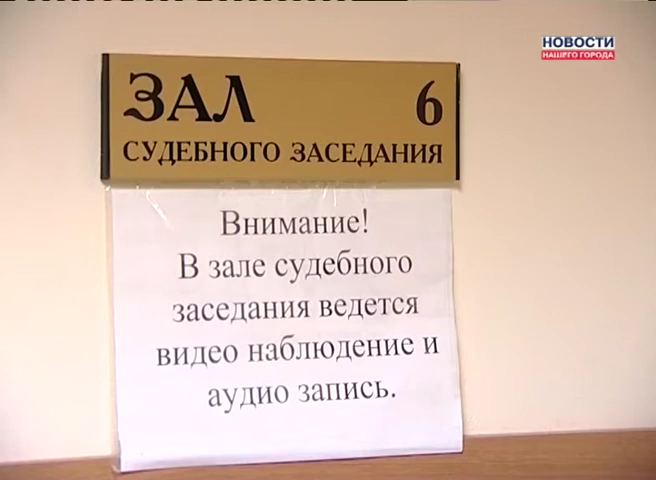 НОВОСТИ
НАШЕГО ГОРОДА
ЗАЛ 6
СУДЕБНОГО ЗАСЕДАНИЯ
Внимание!
В зале судебного
заседания ведется
видео наблюдение и
аудио запись.